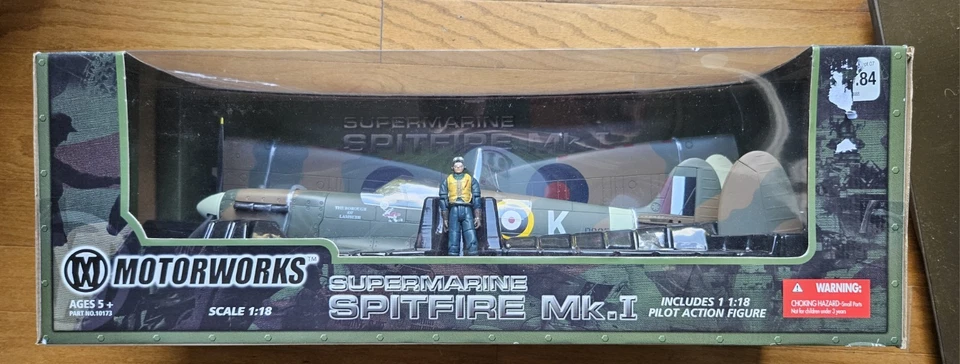 .84
SUPERMARINE
SPITFIRE Mk.I
K
MOTORWORKS™
AGES 5+
PART NO.10173
SCALE 1:18
SUPERMARINE
SPITFIRE Mk.I
INCLUDES 1 1:18
PILOT ACTION FIGURE
WARNING:
CHOKING HAZARD-Small Parts
Not for children under 3 years